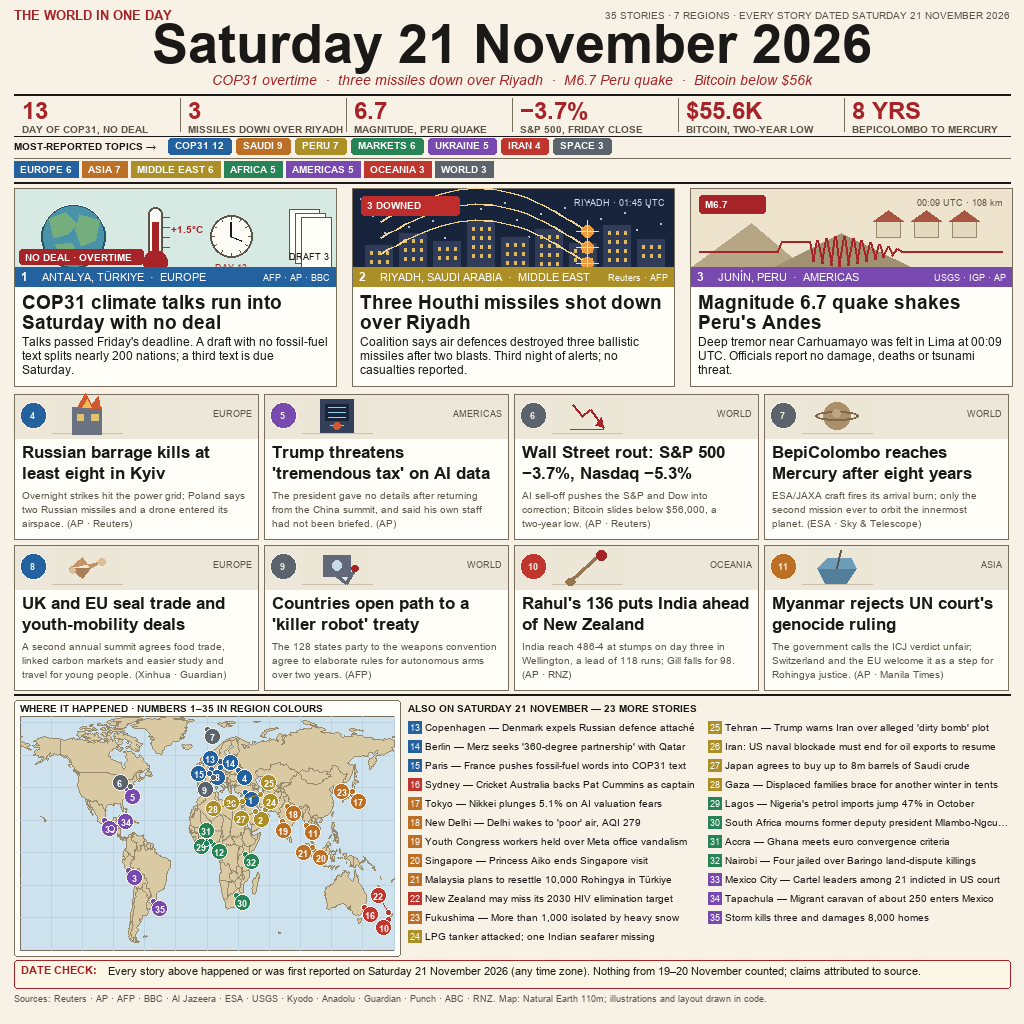 THE WORLD IN ONE DAY
35 STORIES · 7 REGIONS · EVERY STORY DATED SATURDAY 21 NOVEMBER 2026
Saturday 21 November 2026
COP31 overtime · three missiles down over Riyadh · M6.7 Peru quake · Bitcoin below $56k
13
DAY OF COP31, NO DEAL
3
MISSILES DOWN OVER RIYADH
6.7
MAGNITUDE, PERU QUAKE
−3.7%
S&P 500, FRIDAY CLOSE
$55.6K
BITCOIN, TWO-YEAR LOW
8 YRS
BEPICOLOMBO TO MERCURY
MOST-REPORTED TOPICS → COP31 12 SAUDI 9 PERU 7 MARKETS 6 UKRAINE 5 IRAN 4 SPACE 3
EUROPE 6 ASIA 7 MIDDLE EAST 6 AFRICA 5 AMERICAS 5 OCEANIA 3 WORLD 3
+1.5°C
DRAFT 3
NO DEAL · OVERTIME
1 ANTALYA, TÜRKIYE · EUROPE AFP · AP · BBC
COP31 climate talks run into
Saturday with no deal
Talks passed Friday's deadline. A draft with no fossil-fuel
text splits nearly 200 nations; a third text is due
Saturday.
3 DOWNED
RIYADH · 01:45 UTC
2 RIYADH, SAUDI ARABIA · MIDDLE EAST Reuters · AFP
Three Houthi missiles shot down
over Riyadh
Coalition says air defences destroyed three ballistic
missiles after two blasts. Third night of alerts; no
casualties reported.
M6.7
00:09 UTC · 108 km
3 JUNÍN, PERU · AMERICAS USGS · IGP · AP
Magnitude 6.7 quake shakes
Peru's Andes
Deep tremor near Carhuamayo was felt in Lima at 00:09
UTC. Officials report no damage, deaths or tsunami
threat.
4 EUROPE
Russian barrage kills at
least eight in Kyiv
Overnight strikes hit the power grid; Poland says
two Russian missiles and a drone entered its
airspace. (AP · Reuters)
5 AMERICAS
Trump threatens
'tremendous tax' on AI data
The president gave no details after returning
from the China summit, and said his own staff
had not been briefed. (AP)
6 WORLD
Wall Street rout: S&P 500
−3.7%, Nasdaq −5.3%
AI sell-off pushes the S&P and Dow into
correction; Bitcoin slides below $56,000, a
two-year low. (AP · Reuters)
7 WORLD
BepiColombo reaches
Mercury after eight years
ESA/JAXA craft fires its arrival burn; only the
second mission ever to orbit the innermost
planet. (ESA · Sky & Telescope)
8 EUROPE
UK and EU seal trade and
youth-mobility deals
A second annual summit agrees food trade,
linked carbon markets and easier study and
travel for young people. (Xinhua · Guardian)
9 WORLD
Countries open path to a
'killer robot' treaty
The 128 states party to the weapons convention
agree to elaborate rules for autonomous arms
over two years. (AFP)
10 OCEANIA
Rahul's 136 puts India ahead
of New Zealand
India reach 486-4 at stumps on day three in
Wellington, a lead of 118 runs; Gill falls for 98.
(AP · RNZ)
11 ASIA
Myanmar rejects UN court's
genocide ruling
The government calls the ICJ verdict unfair;
Switzerland and the EU welcome it as a step for
Rohingya justice. (AP · Manila Times)
WHERE IT HAPPENED · NUMBERS 1–35 IN REGION COLOURS
7
13
14
15
8
4
9
6
5
25
23
17
28
26
1
24
27
2
18
33
34
31
29
12
19
11
21
20
32
3
35
30
22
16
10
ALSO ON SATURDAY 21 NOVEMBER — 23 MORE STORIES
13 Copenhagen — Denmark expels Russian defence attaché
14 Berlin — Merz seeks '360-degree partnership' with Qatar
15 Paris — France pushes fossil-fuel words into COP31 text
16 Sydney — Cricket Australia backs Pat Cummins as captain
17 Tokyo — Nikkei plunges 5.1% on AI valuation fears
18 New Delhi — Delhi wakes to 'poor' air, AQI 279
19 Youth Congress workers held over Meta office vandalism
20 Singapore — Princess Aiko ends Singapore visit
21 Malaysia plans to resettle 10,000 Rohingya in Türkiye
22 New Zealand may miss its 2030 HIV elimination target
23 Fukushima — More than 1,000 isolated by heavy snow
24 LPG tanker attacked; one Indian seafarer missing
25 Tehran — Trump warns Iran over alleged 'dirty bomb' plot
26 Iran: US naval blockade must end for oil exports to resume
27 Japan agrees to buy up to 8m barrels of Saudi crude
28 Gaza — Displaced families brace for another winter in tents
29 Lagos — Nigeria's petrol imports jump 47% in October
30 South Africa mourns former deputy president Mlambo-Ngcu…
31 Accra — Ghana meets euro convergence criteria
32 Nairobi — Four jailed over Baringo land-dispute killings
33 Mexico City — Cartel leaders among 21 indicted in US court
34 Tapachula — Migrant caravan of about 250 enters Mexico
35 Storm kills three and damages 8,000 homes
DATE CHECK: Every story above happened or was first reported on Saturday 21 November 2026 (any time zone). Nothing from 19–20 November counted; claims attributed to source.
Sources: Reuters · AP · AFP · BBC · Al Jazeera · ESA · USGS · Kyodo · Anadolu · Guardian · Punch · ABC · RNZ. Map: Natural Earth 110m; illustrations and layout drawn in code.